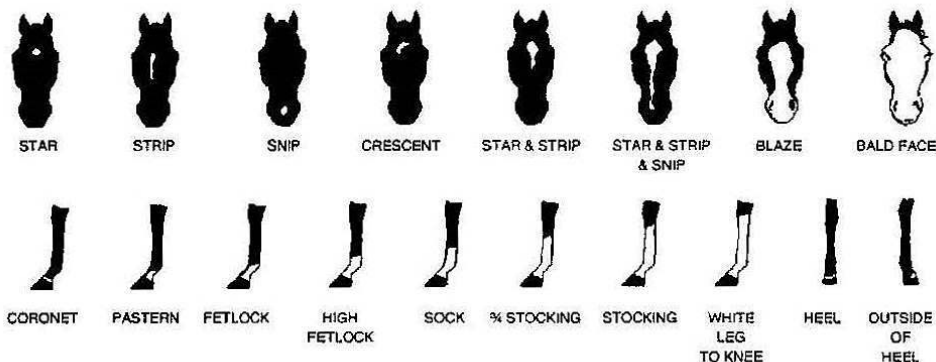 STAR STRIP SNIP CRESCENT STAR & STRIP STAR & STRIP BLAZE BALD FACE
& SNIP
CORONET PASTERN FETLOCK HIGH SOCK ¾ STOCKING STOCKING WHITE HEEL OUTSIDE
FETLOCK LEG OF
TO KNEE HEEL